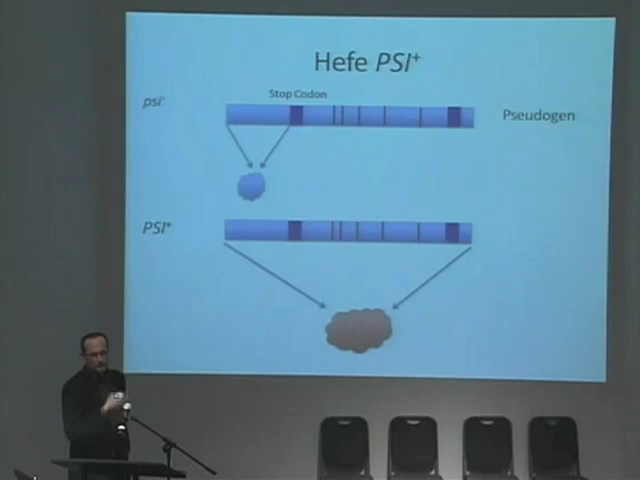 Hefe PSI⁺
Stop Codon
psi⁻
Pseudogen
PSI⁺